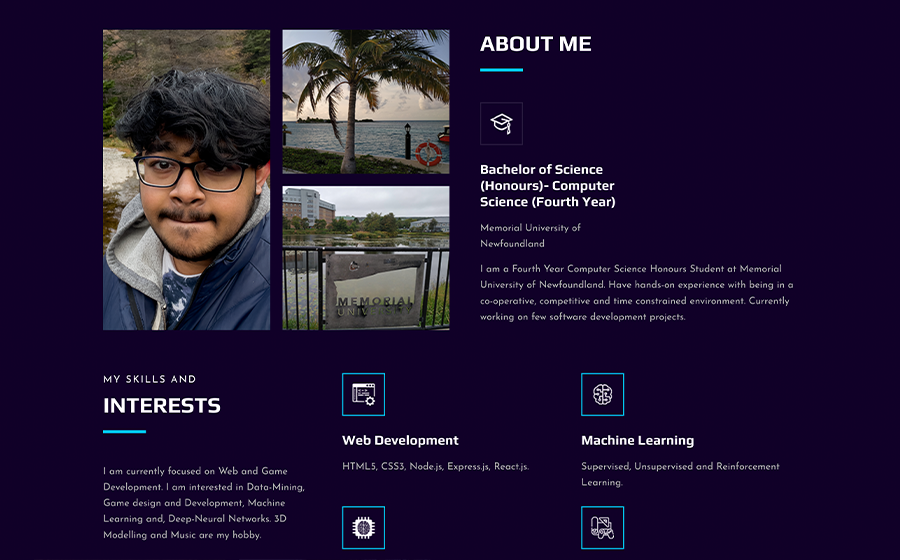 ABOUT ME
Bachelor of Science
(Honours)- Computer
Science (Fourth Year)
Memorial University of
Newfoundland
I am a Fourth Year Computer Science Honours Student at Memorial
University of Newfoundland. Have hands-on experience with being in a
co-operative, competitive and time constrained environment. Currently
working on few software development projects.
MEMORIAL
UNIVERSITY
MY SKILLS AND
INTERESTS
I am currently focused on Web and Game
Development. I am interested in Data-Mining,
Game design and Development, Machine
Learning and, Deep-Neural Networks. 3D
Modelling and Music are my hobby.
Web Development
HTML5, CSS3, Node.js, Express.js, React.js.
Machine Learning
Supervised, Unsupervised and Reinforcement
Learning.